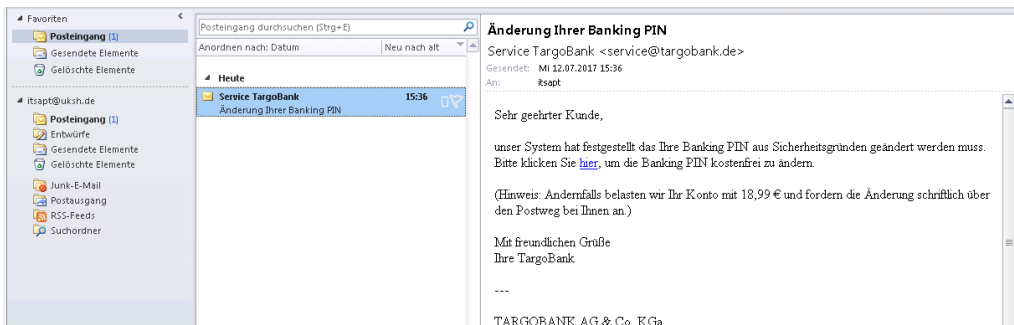 Favoriten
Posteingang (1)
Gesendete Elemente
Gelöschte Elemente
itsapt@uksh.de
Posteingang (1)
Entwürfe
Gesendete Elemente
Gelöschte Elemente
Junk-E-Mail
Postausgang
RSS-Feeds
Suchordner
Posteingang durchsuchen (Strg+E)
Anordnen nach: Datum Neu nach alt
Heute
Service TargoBank 15:36
Änderung Ihrer Banking PIN
Änderung Ihrer Banking PIN
Service TargoBank <service@targobank.de>
Gesendet: Mi 12.07.2017 15:36
An: itsapt
Sehr geehrter Kunde,
unser System hat festgestellt das Ihre Banking PIN aus Sicherheitsgründen geändert werden muss.
Bitte klicken Sie hier, um die Banking PIN kostenfrei zu ändern.
(Hinweis: Andernfalls belasten wir Ihr Konto mit 18,99 € und fordern die Änderung schriftlich über
den Postweg bei Ihnen an.)
Mit freundlichen Grüße
Ihre TargoBank
---
TARGOBANK AG & Co. KGa